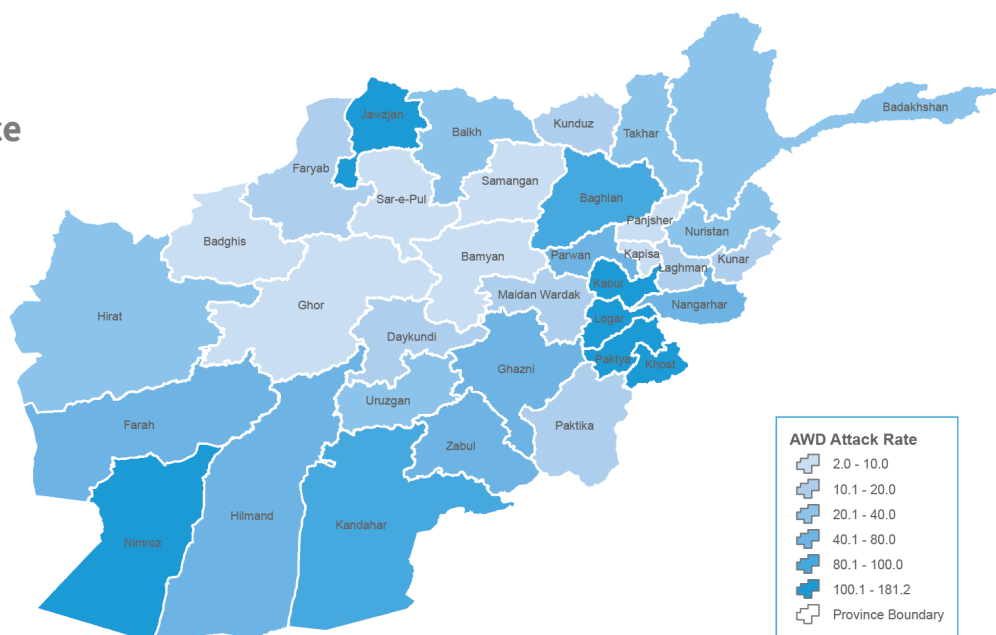 Jawzjan
Badakhshan
Balkh
Kunduz
Takhar
Faryab
Samangan
Sar-e-Pul
Baghlan
Panjsher
Nuristan
Badghis
Bamyan
Parwan
Kapisa
Laghman
Kunar
Kabul
Maidan Wardak
Ghor
Nangarhar
Hirat
Logar
Daykundi
Paktya
Khost
Ghazni
Uruzgan
Farah
Paktika
Zabul
Hilmand
Kandahar
Nimroz
AWD Attack Rate
2.0 - 10.0
10.1 - 20.0
20.1 - 40.0
40.1 - 80.0
80.1 - 100.0
100.1 - 181.2
Province Boundary